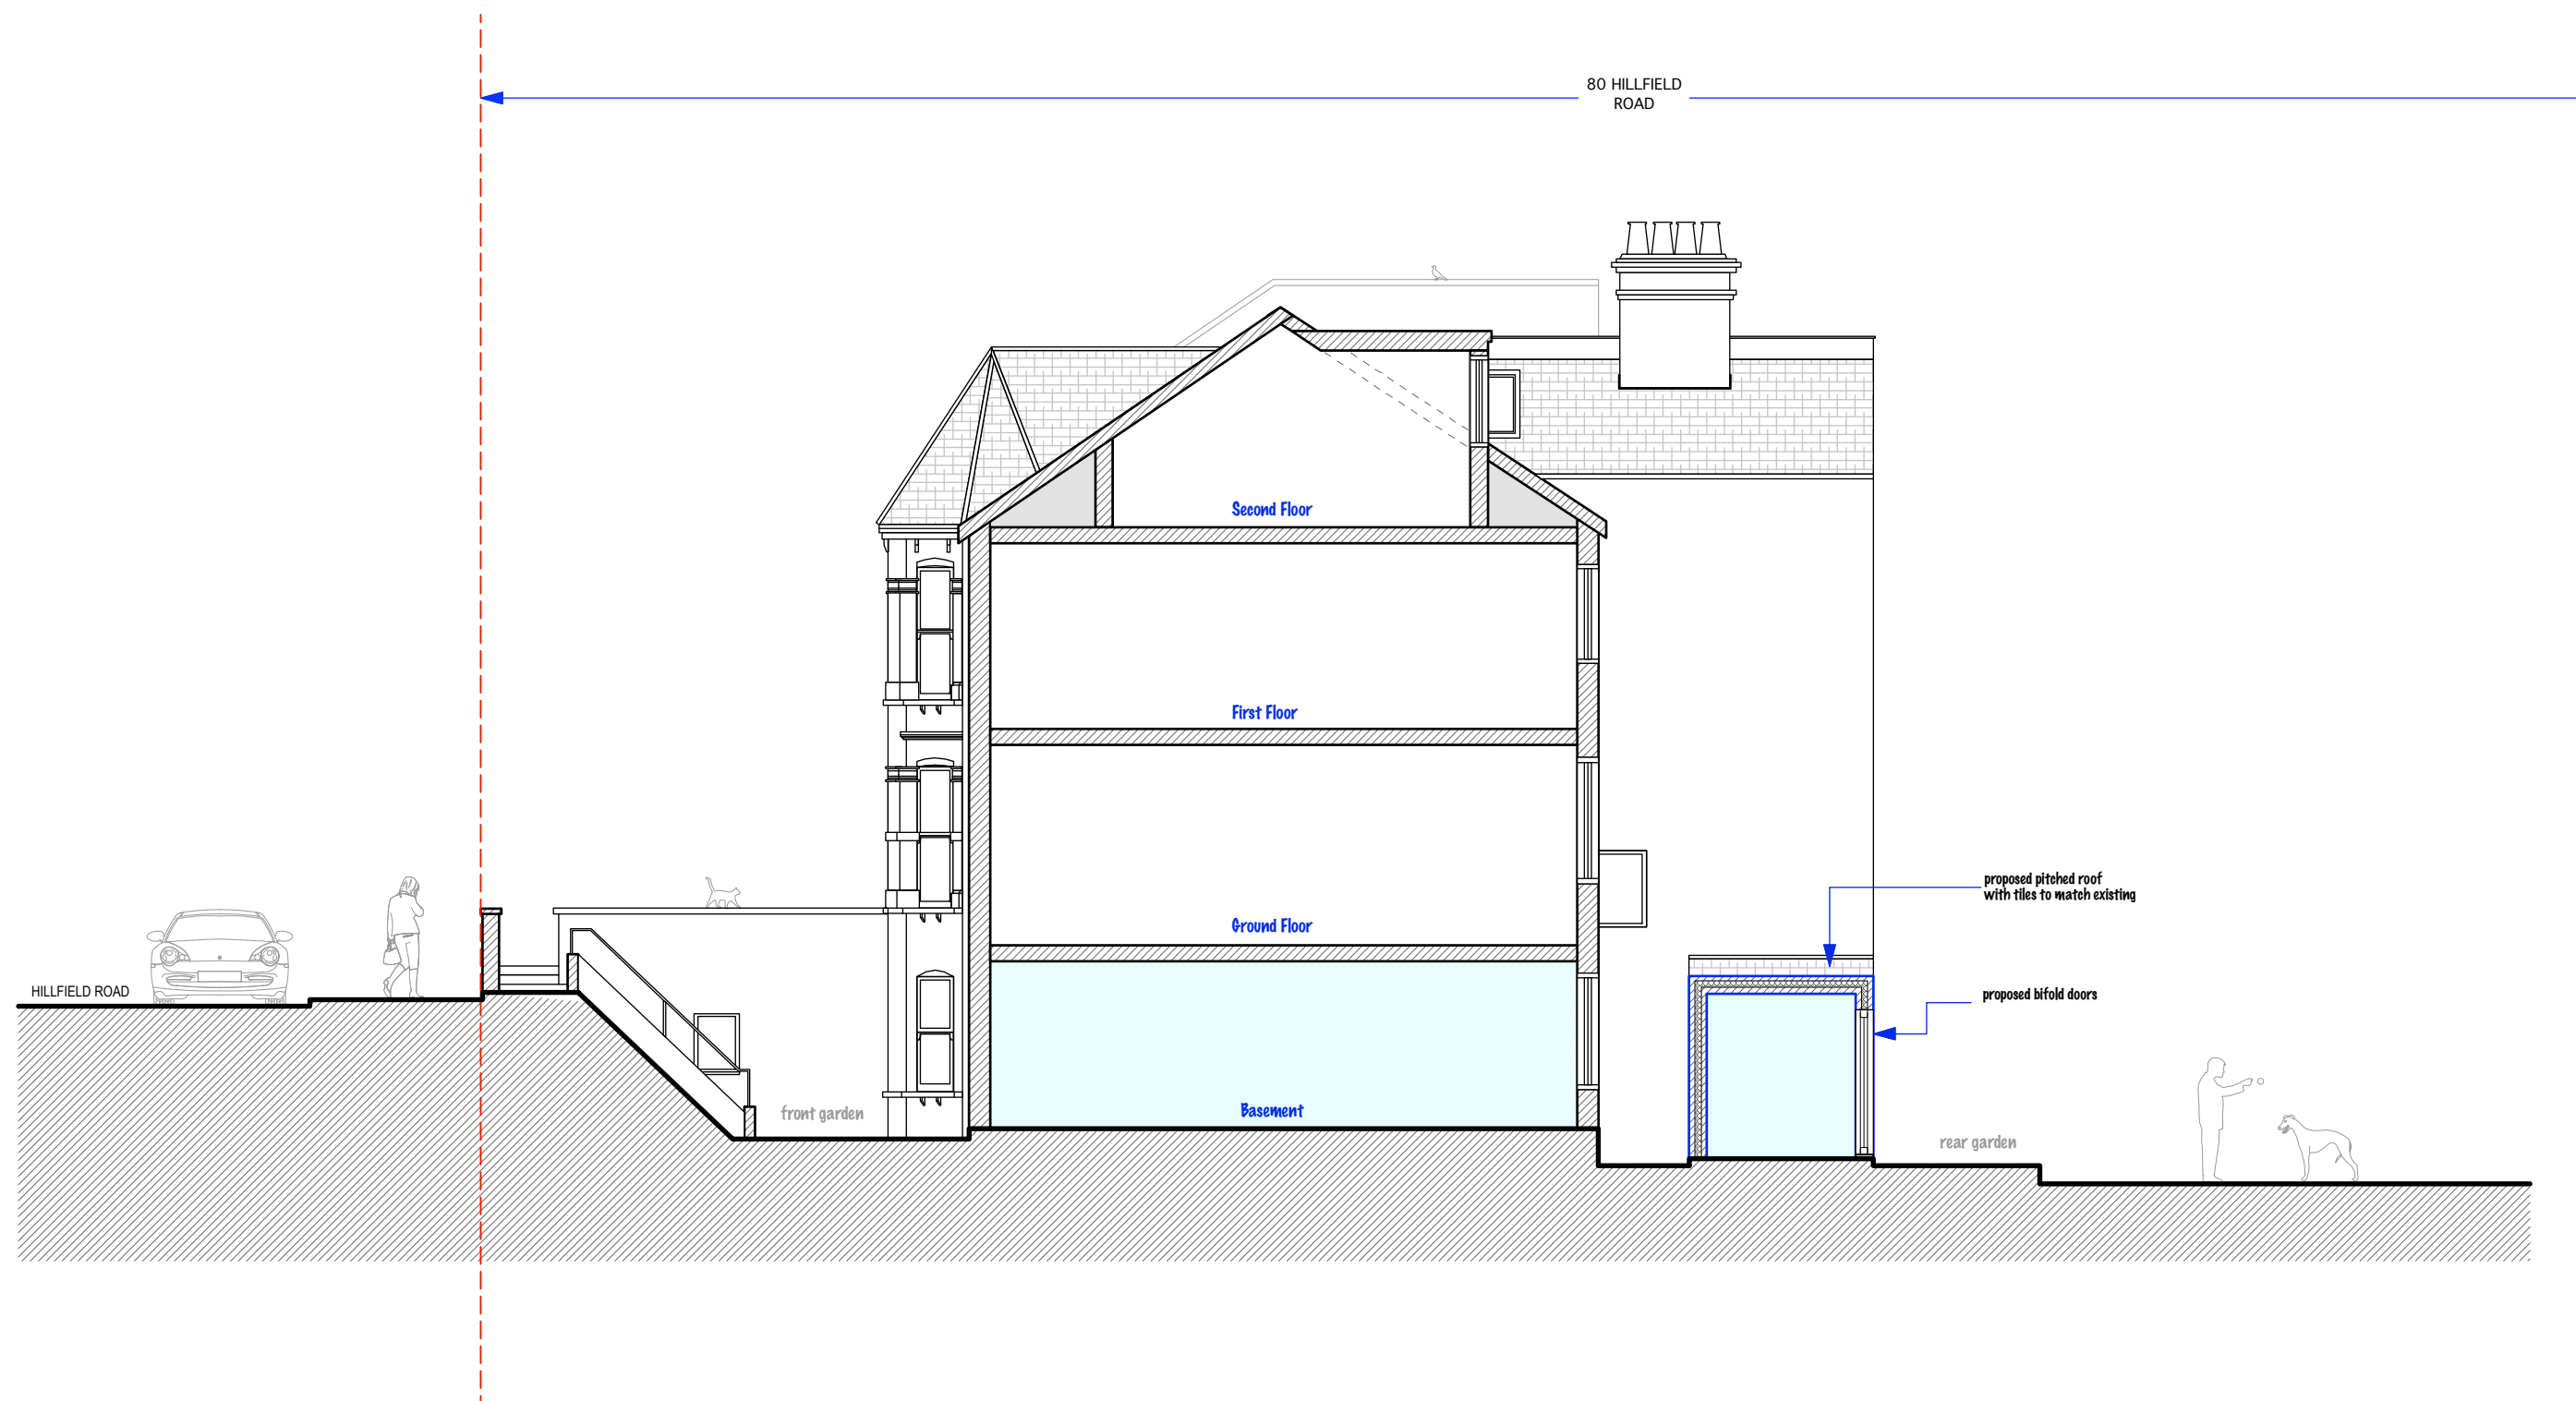 80 HILLFIELD
ROAD
Second Floor
First Floor
Ground Floor
proposed pitched roof
with tiles to match existing
HILLFIELD ROAD
proposed bifold doors
front garden
Basement
rear garden